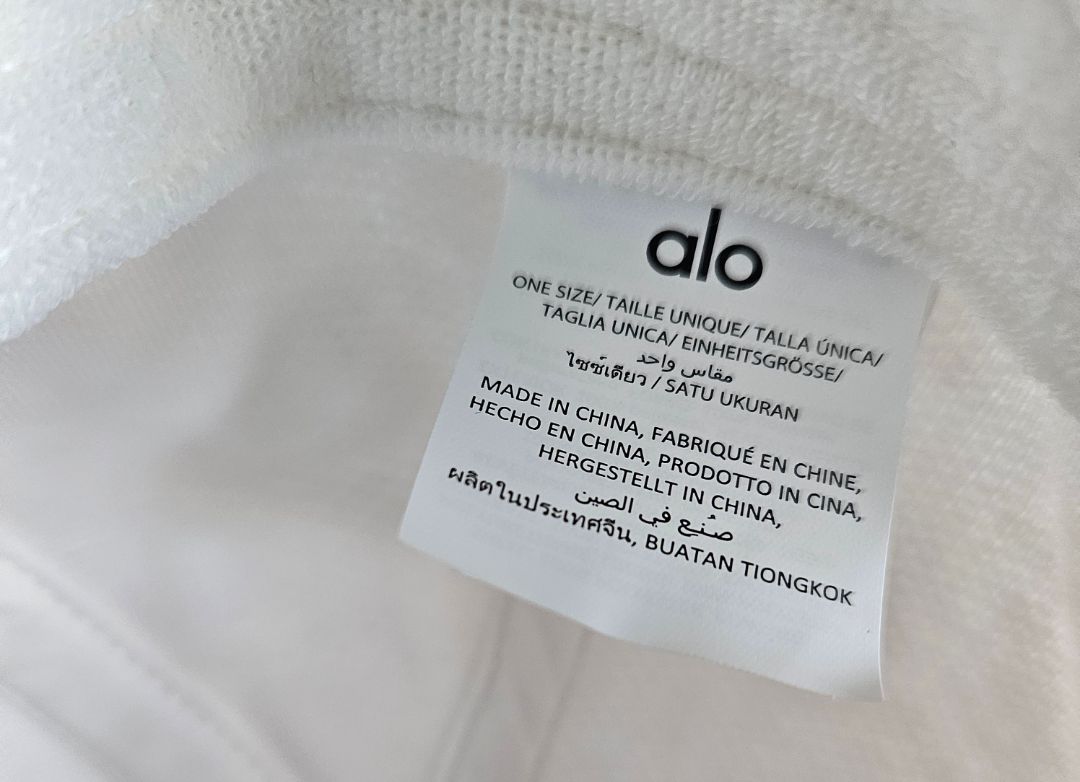 alo
ONE SIZE/ TAILLE UNIQUE/ TALLA ÚNICA/
TAGLIA UNICA/ EINHEITSGRÖSSE/
مقاس واحد
ไซซ์เดียว / SATU UKURAN
MADE IN CHINA, FABRIQUÉ EN CHINE,
HECHO EN CHINA, PRODOTTO IN CINA,
HERGESTELLT IN CHINA,
صُنِع في الصين
ผลิตในประเทศจีน, BUATAN TIONGKOK